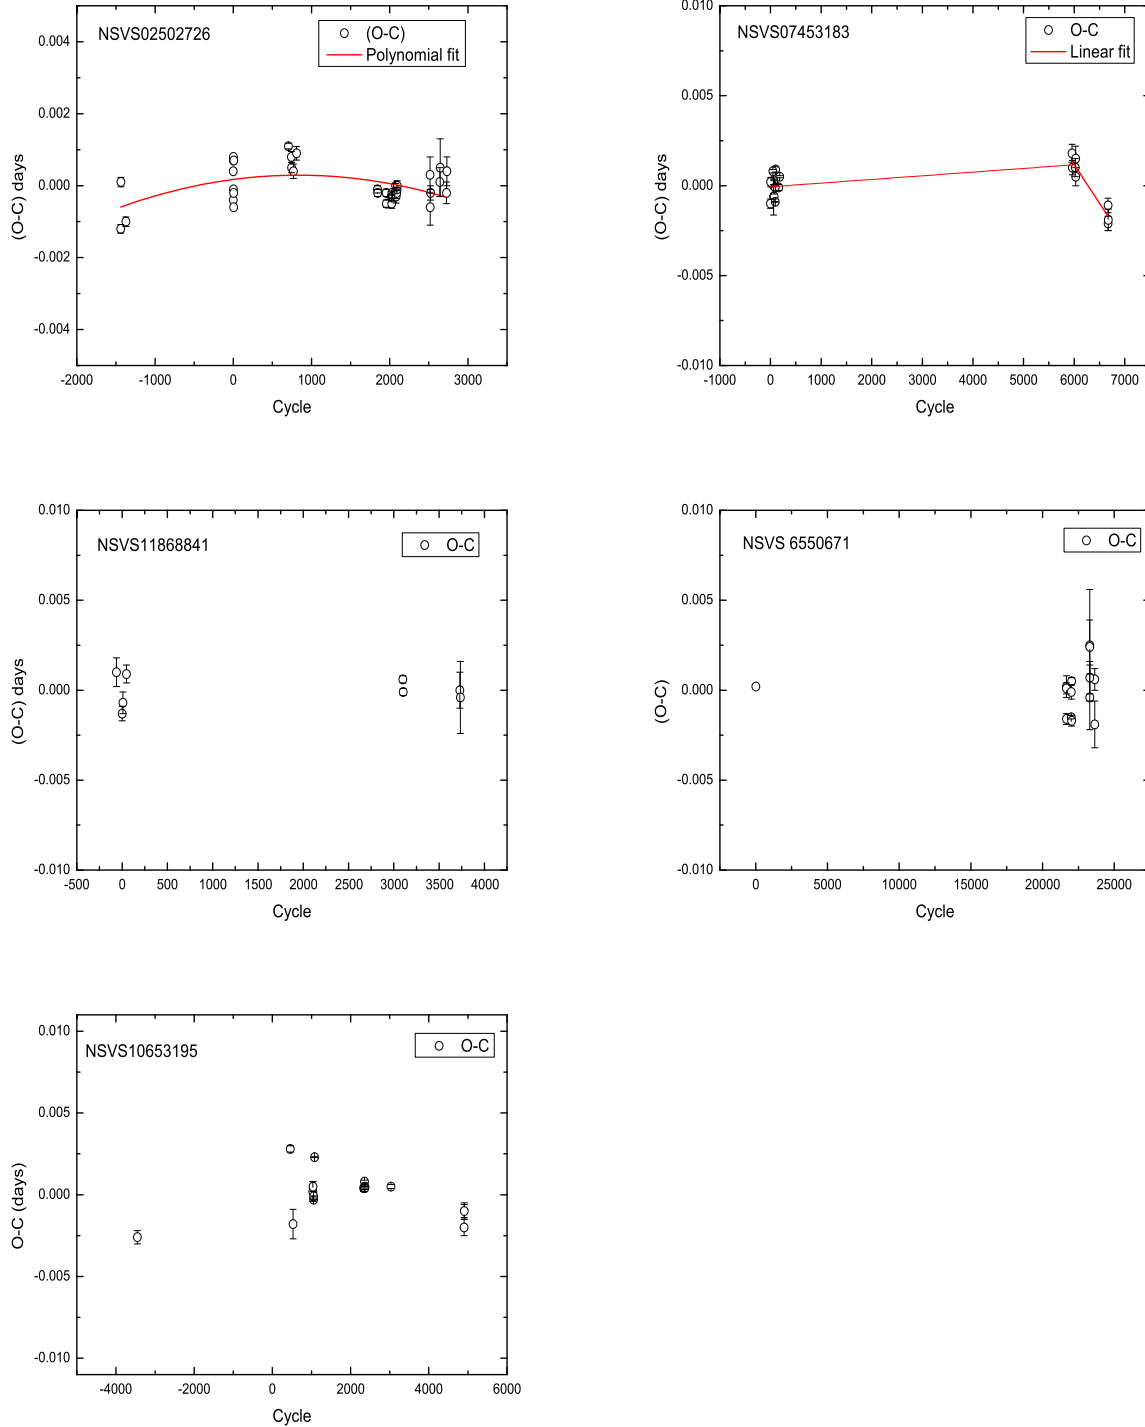 NSVS02502726
(O-C)
Polynomial fit
0.004
0.002
0.000
-0.002
-0.004
(O-C) days
-2000 -1000 0 1000 2000 3000
Cycle
NSVS07453183
O-C
Linear fit
0.010
0.005
0.000
-0.005
-0.010
(O-C) days
-1000 0 1000 2000 3000 4000 5000 6000 7000
Cycle
NSVS11868841
O-C
0.010
0.005
0.000
-0.005
-0.010
(O-C) days
-500 0 500 1000 1500 2000 2500 3000 3500 4000
Cycle
NSVS 6550671
O-C
0.010
0.005
0.000
-0.005
-0.010
(O-C)
0 5000 10000 15000 20000 25000
Cycle
NSVS10653195
O-C
0.010
0.005
0.000
-0.005
-0.010
O-C (days)
-4000 -2000 0 2000 4000 6000
Cycle